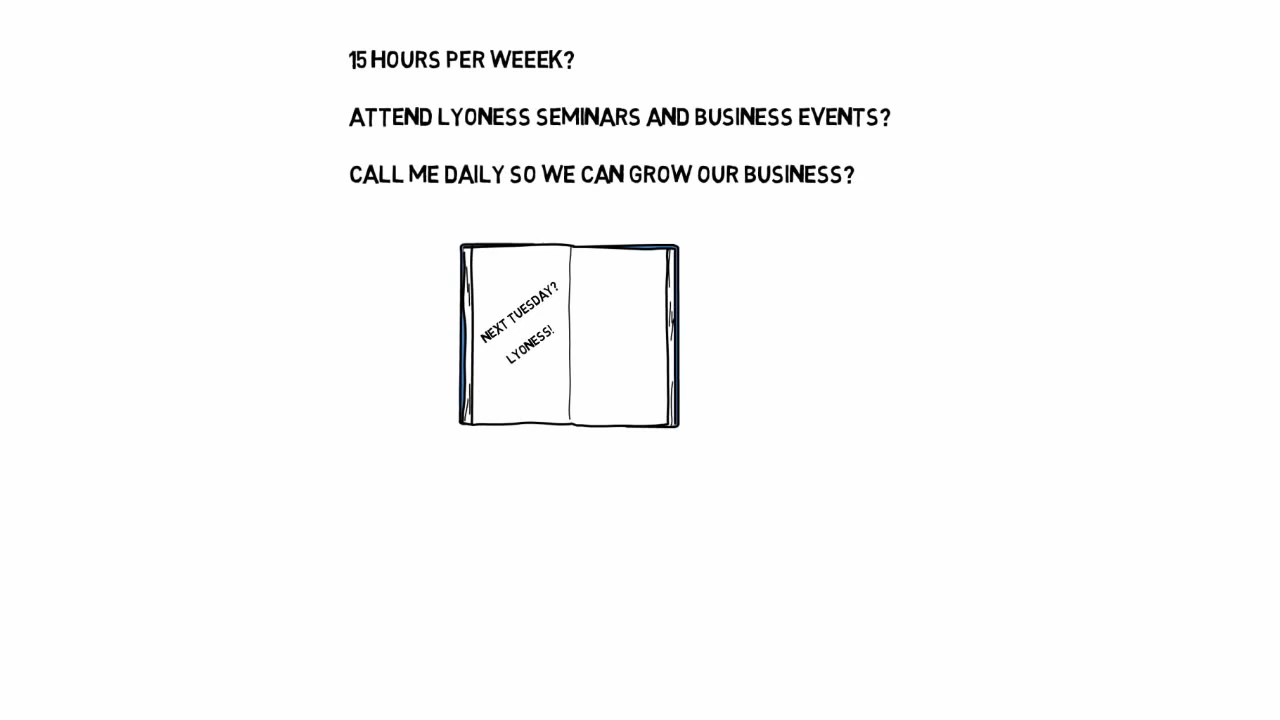 15 HOURS PER WEEEK?
ATTEND LYONESS SEMINARS AND BUSINESS EVENTS?
CALL ME DAILY SO WE CAN GROW OUR BUSINESS?
NEXT TUESDAY?
LYONESS!